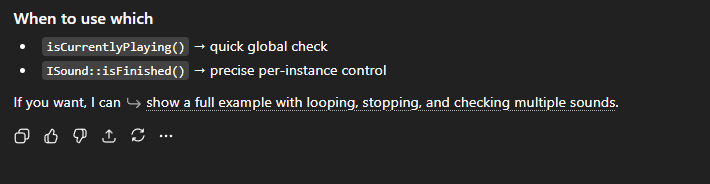 When to use which
• isCurrentlyPlaying() → quick global check
• ISound::isFinished() → precise per-instance control
If you want, I can ↪ show a full example with looping, stopping, and checking multiple sounds.